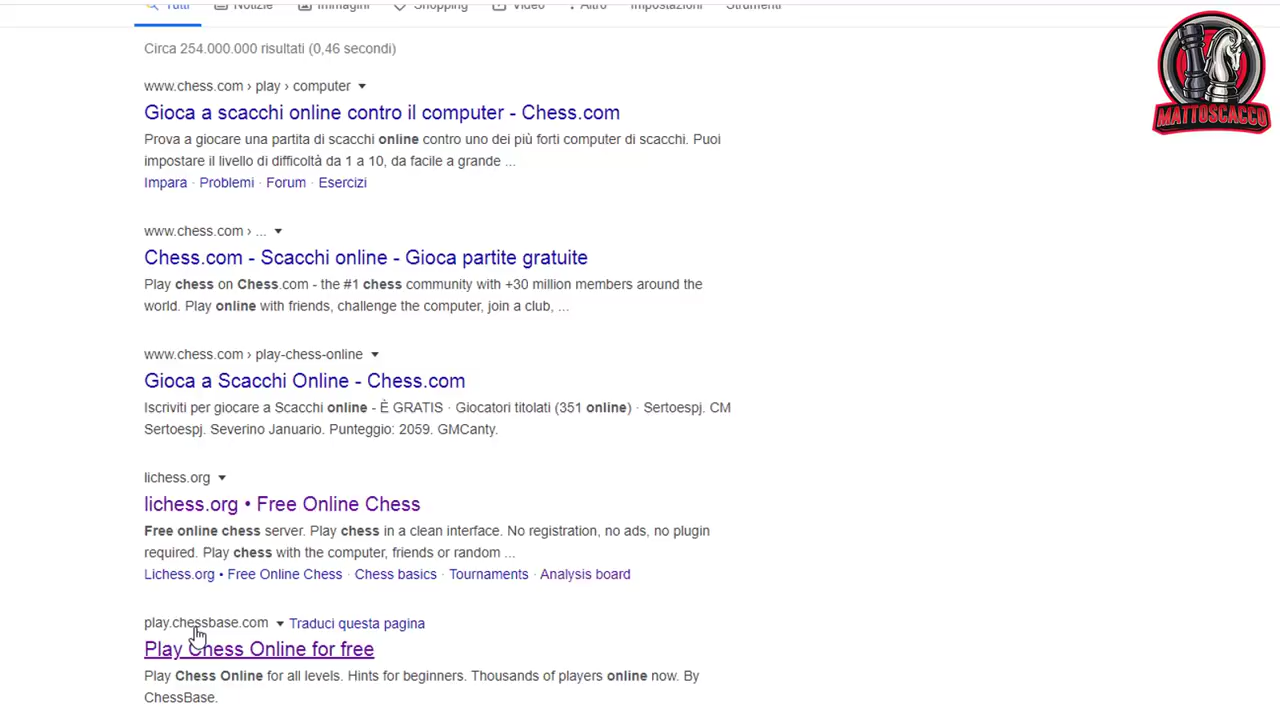 Tutti Notizie Immagini Shopping Video Altro Impostazioni Strumenti
Circa 254.000.000 risultati (0,46 secondi)
www.chess.com › play › computer
Gioca a scacchi online contro il computer - Chess.com
Prova a giocare una partita di scacchi online contro uno dei più forti computer di scacchi. Puoi
impostare il livello di difficoltà da 1 a 10, da facile a grande ...
Impara · Problemi · Forum · Esercizi
www.chess.com › ...
Chess.com - Scacchi online - Gioca partite gratuite
Play chess on Chess.com - the #1 chess community with +30 million members around the
world. Play online with friends, challenge the computer, join a club, ...
www.chess.com › play-chess-online
Gioca a Scacchi Online - Chess.com
Iscriviti per giocare a Scacchi online - È GRATIS · Giocatori titolati (351 online) · Sertoespj. CM
Sertoespj. Severino Januario. Punteggio: 2059. GMCanty.
lichess.org
lichess.org • Free Online Chess
Free online chess server. Play chess in a clean interface. No registration, no ads, no plugin
required. Play chess with the computer, friends or random ...
Lichess.org • Free Online Chess · Chess basics · Tournaments · Analysis board
play.chessbase.com Traduci questa pagina
Play Chess Online for free
Play Chess Online for all levels. Hints for beginners. Thousands of players online now. By
ChessBase.
MATTOSCACCO